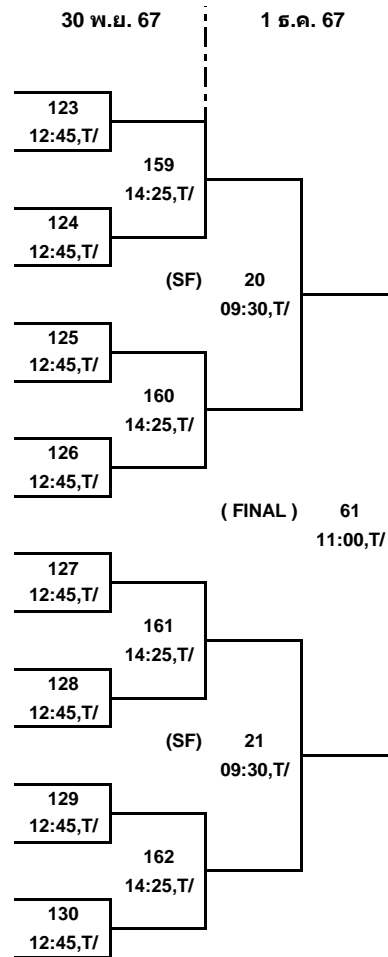 30 พ.ย. 67
1 ธ.ค. 67
123
12:45,T/
159
14:25,T/
124
12:45,T/
(SF) 20
09:30,T/
125
12:45,T/
160
14:25,T/
126
12:45,T/
( FINAL ) 61
11:00,T/
127
12:45,T/
161
14:25,T/
128
12:45,T/
(SF) 21
09:30,T/
129
12:45,T/
162
14:25,T/
130
12:45,T/